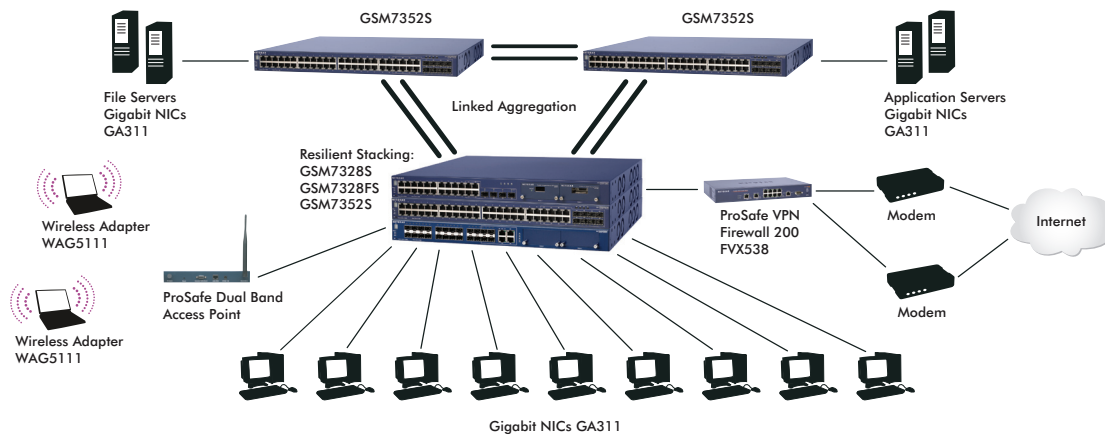 GSM7352S
GSM7352S
File Servers
Gigabit NICs
GA311
Linked Aggregation
Application Servers
Gigabit NICs
GA311
Resilient Stacking:
GSM7328S
GSM7328FS
GSM7352S
Wireless Adapter
WAG5111
ProSafe VPN
Firewall 200
FVX538
Modem
Internet
ProSafe Dual Band
Access Point
Modem
Wireless Adapter
WAG5111
Gigabit NICs GA311